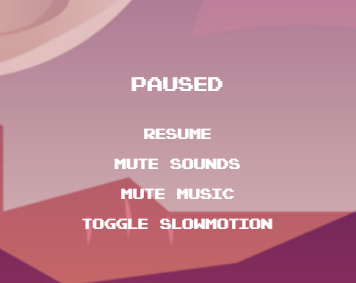 PAUSED
RESUME
MUTE SOUNDS
MUTE MUSIC
TOGGLE SLOWMOTION